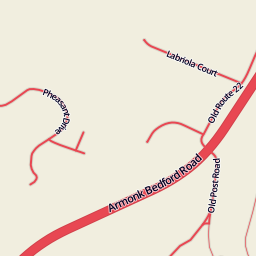 Labriola Court
Pheasant Drive
Old Route 22
Armonk Bedford Road
Old Post Road